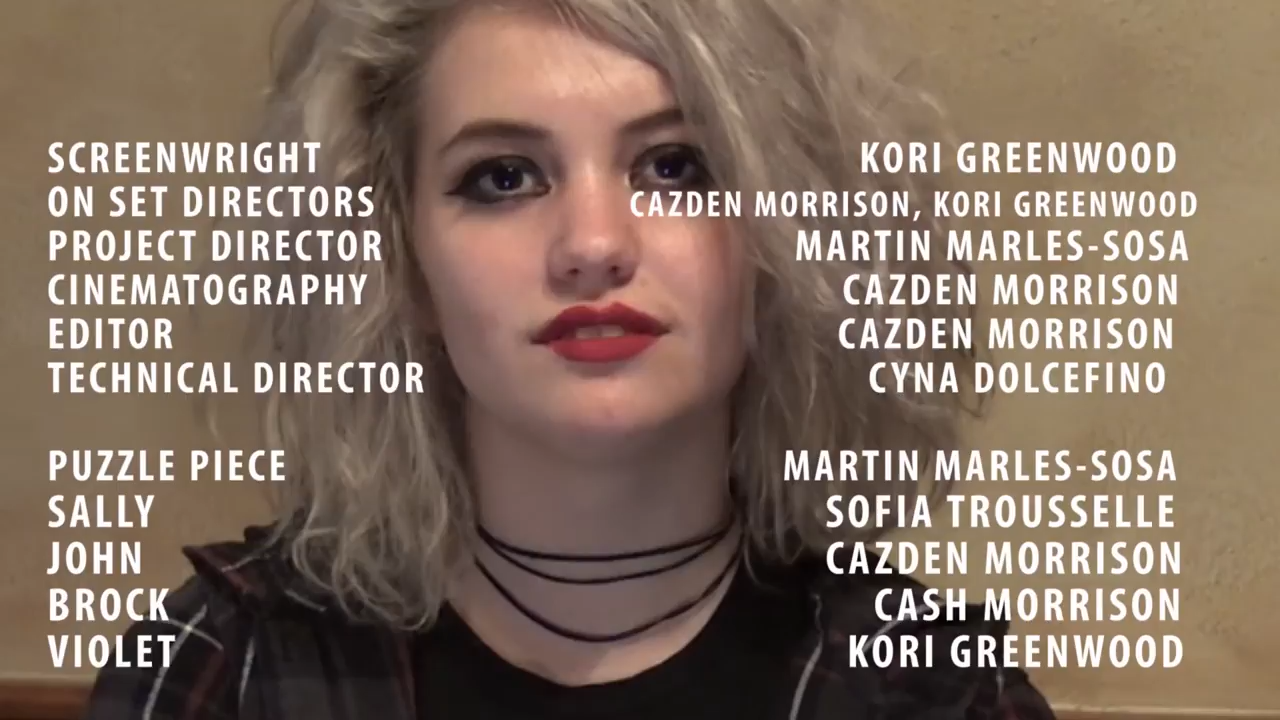 SCREENWRIGHT KORI GREENWOOD
ON SET DIRECTORS CAZDEN MORRISON, KORI GREENWOOD
PROJECT DIRECTOR MARTIN MARLES-SOSA
CINEMATOGRAPHY CAZDEN MORRISON
EDITOR CAZDEN MORRISON
TECHNICAL DIRECTOR CYNA DOLCEFINO
PUZZLE PIECE MARTIN MARLES-SOSA
SALLY SOFIA TROUSSELLE
JOHN CAZDEN MORRISON
BROCK CASH MORRISON
VIOLET KORI GREENWOOD